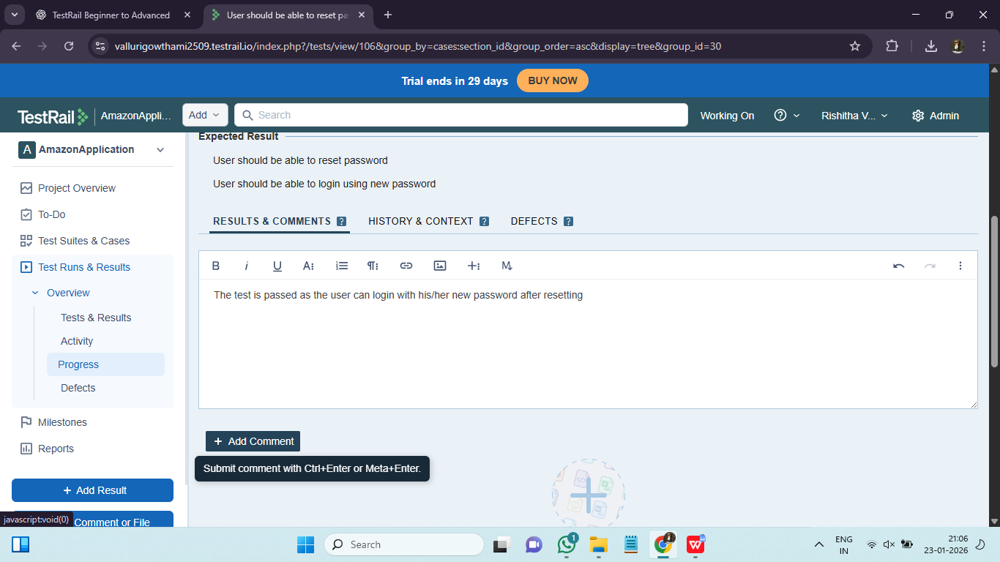 TestRail Beginner to Advanced
User should be able to reset pa
vallurigowthami2509.testrail.io/index.php?/tests/view/106&group_by=cases:section_id&group_order=asc&display=tree&group_id=30
Trial ends in 29 days BUY NOW
TestRail AmazonAppli... Add Search Working On Rishitha V... Admin
A AmazonApplication
Project Overview
To-Do
Test Suites & Cases
Test Runs & Results
Overview
Tests & Results
Activity
Progress
Defects
Milestones
Reports
+ Add Result
Comment or File
javascript:void(0)
Expected Result
User should be able to reset password
User should be able to login using new password
RESULTS & COMMENTS ? HISTORY & CONTEXT ? DEFECTS ?
The test is passed as the user can login with his/her new password after resetting
+ Add Comment
Submit comment with Ctrl+Enter or Meta+Enter.
Search
1
ENG
IN
21:06
23-01-2026